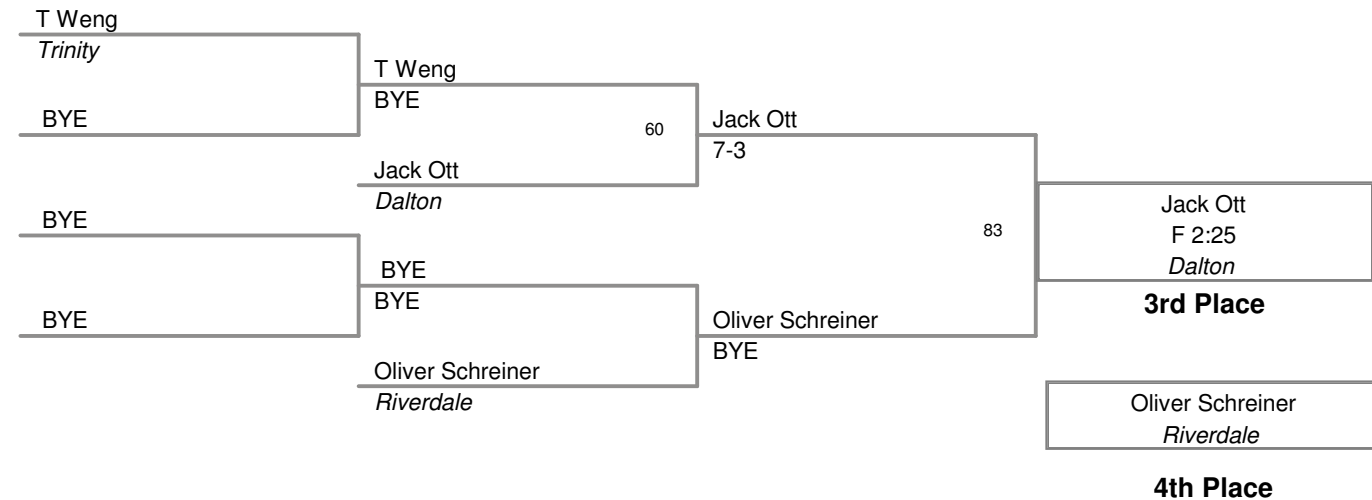 T Weng
Trinity
T Weng
BYE
BYE
60
Jack Ott
7-3
Jack Ott
Dalton
BYE
83
Jack Ott
F 2:25
Dalton
3rd Place
BYE
BYE
BYE
Oliver Schreiner
BYE
Oliver Schreiner
Riverdale
Oliver Schreiner
Riverdale
4th Place